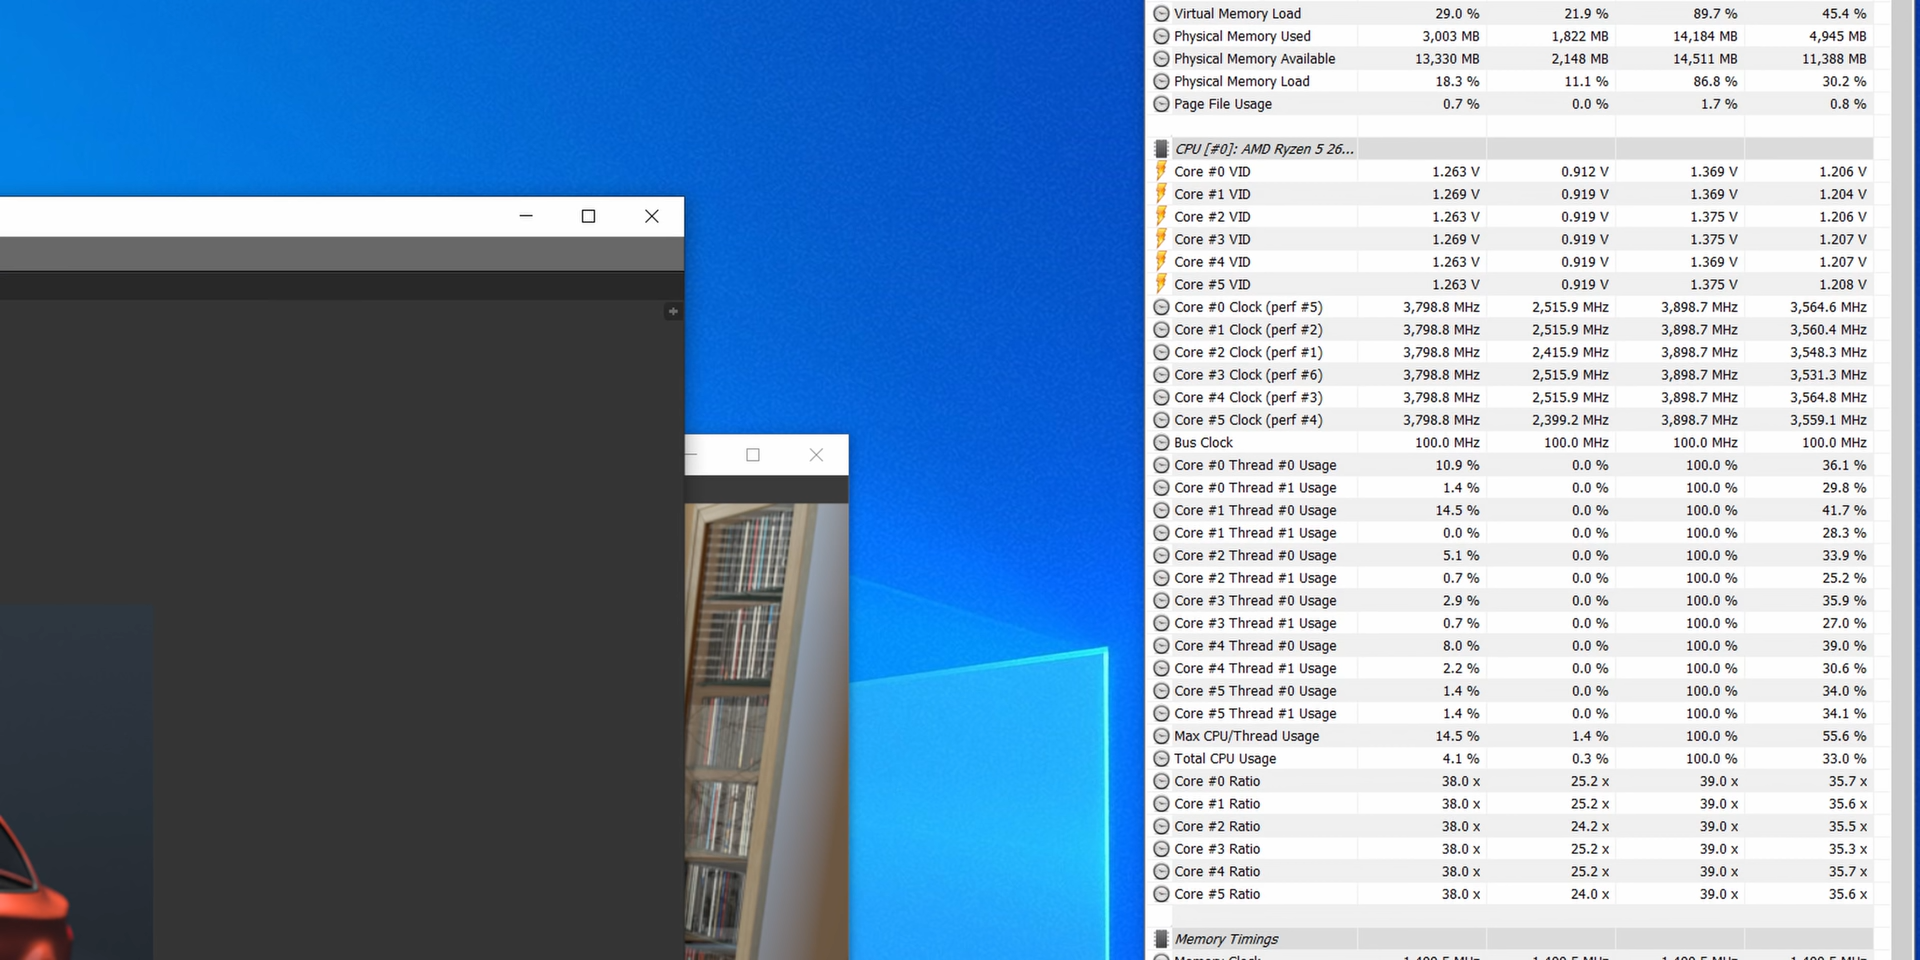 Virtual Memory Load 29.0 % 21.9 % 89.7 % 45.4 %
Physical Memory Used 3,003 MB 1,822 MB 14,184 MB 4,945 MB
Physical Memory Available 13,330 MB 2,148 MB 14,511 MB 11,388 MB
Physical Memory Load 18.3 % 11.1 % 86.8 % 30.2 %
Page File Usage 0.7 % 0.0 % 1.7 % 0.8 %
CPU [#0]: AMD Ryzen 5 26...
Core #0 VID 1.263 V 0.912 V 1.369 V 1.206 V
Core #1 VID 1.269 V 0.919 V 1.369 V 1.204 V
Core #2 VID 1.263 V 0.919 V 1.375 V 1.206 V
Core #3 VID 1.269 V 0.919 V 1.375 V 1.207 V
Core #4 VID 1.263 V 0.919 V 1.369 V 1.207 V
Core #5 VID 1.263 V 0.919 V 1.375 V 1.208 V
Core #0 Clock (perf #5) 3,798.8 MHz 2,515.9 MHz 3,898.7 MHz 3,564.6 MHz
Core #1 Clock (perf #2) 3,798.8 MHz 2,515.9 MHz 3,898.7 MHz 3,560.4 MHz
Core #2 Clock (perf #1) 3,798.8 MHz 2,415.9 MHz 3,898.7 MHz 3,548.3 MHz
Core #3 Clock (perf #6) 3,798.8 MHz 2,515.9 MHz 3,898.7 MHz 3,531.3 MHz
Core #4 Clock (perf #3) 3,798.8 MHz 2,515.9 MHz 3,898.7 MHz 3,564.8 MHz
Core #5 Clock (perf #4) 3,798.8 MHz 2,399.2 MHz 3,898.7 MHz 3,559.1 MHz
Bus Clock 100.0 MHz 100.0 MHz 100.0 MHz 100.0 MHz
Core #0 Thread #0 Usage 10.9 % 0.0 % 100.0 % 36.1 %
Core #0 Thread #1 Usage 1.4 % 0.0 % 100.0 % 29.8 %
Core #1 Thread #0 Usage 14.5 % 0.0 % 100.0 % 41.7 %
Core #1 Thread #1 Usage 0.0 % 0.0 % 100.0 % 28.3 %
Core #2 Thread #0 Usage 5.1 % 0.0 % 100.0 % 33.9 %
Core #2 Thread #1 Usage 0.7 % 0.0 % 100.0 % 25.2 %
Core #3 Thread #0 Usage 2.9 % 0.0 % 100.0 % 35.9 %
Core #3 Thread #1 Usage 0.7 % 0.0 % 100.0 % 27.0 %
Core #4 Thread #0 Usage 8.0 % 0.0 % 100.0 % 39.0 %
Core #4 Thread #1 Usage 2.2 % 0.0 % 100.0 % 30.6 %
Core #5 Thread #0 Usage 1.4 % 0.0 % 100.0 % 34.0 %
Core #5 Thread #1 Usage 1.4 % 0.0 % 100.0 % 34.1 %
Max CPU/Thread Usage 14.5 % 1.4 % 100.0 % 55.6 %
Total CPU Usage 4.1 % 0.3 % 100.0 % 33.0 %
Core #0 Ratio 38.0 x 25.2 x 39.0 x 35.7 x
Core #1 Ratio 38.0 x 25.2 x 39.0 x 35.6 x
Core #2 Ratio 38.0 x 24.2 x 39.0 x 35.5 x
Core #3 Ratio 38.0 x 25.2 x 39.0 x 35.3 x
Core #4 Ratio 38.0 x 25.2 x 39.0 x 35.7 x
Core #5 Ratio 38.0 x 24.0 x 39.0 x 35.6 x
Memory Timings